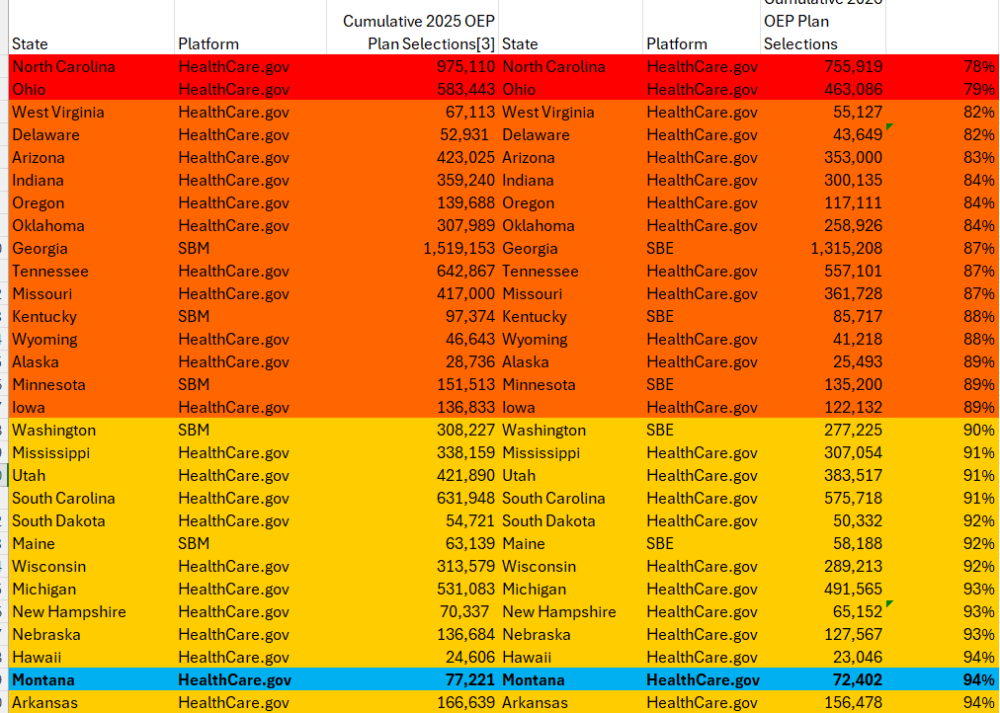 Cumulative 2025 OEP Cumulative 2026
OEP Plan
State Platform Plan Selections[3] State Platform Selections
North Carolina HealthCare.gov 975,110 North Carolina HealthCare.gov 755,919 78%
Ohio HealthCare.gov 583,443 Ohio HealthCare.gov 463,086 79%
West Virginia HealthCare.gov 67,113 West Virginia HealthCare.gov 55,127 82%
Delaware HealthCare.gov 52,931 Delaware HealthCare.gov 43,649 82%
Arizona HealthCare.gov 423,025 Arizona HealthCare.gov 353,000 83%
Indiana HealthCare.gov 359,240 Indiana HealthCare.gov 300,135 84%
Oregon HealthCare.gov 139,688 Oregon HealthCare.gov 117,111 84%
Oklahoma HealthCare.gov 307,989 Oklahoma HealthCare.gov 258,926 84%
Georgia SBM 1,519,153 Georgia SBE 1,315,208 87%
Tennessee HealthCare.gov 642,867 Tennessee HealthCare.gov 557,101 87%
Missouri HealthCare.gov 417,000 Missouri HealthCare.gov 361,728 87%
Kentucky SBM 97,374 Kentucky SBE 85,717 88%
Wyoming HealthCare.gov 46,643 Wyoming HealthCare.gov 41,218 88%
Alaska HealthCare.gov 28,736 Alaska HealthCare.gov 25,493 89%
Minnesota SBM 151,513 Minnesota SBE 135,200 89%
Iowa HealthCare.gov 136,833 Iowa HealthCare.gov 122,132 89%
Washington SBM 308,227 Washington SBE 277,225 90%
Mississippi HealthCare.gov 338,159 Mississippi HealthCare.gov 307,054 91%
Utah HealthCare.gov 421,890 Utah HealthCare.gov 383,517 91%
South Carolina HealthCare.gov 631,948 South Carolina HealthCare.gov 575,718 91%
South Dakota HealthCare.gov 54,721 South Dakota HealthCare.gov 50,332 92%
Maine SBM 63,139 Maine SBE 58,188 92%
Wisconsin HealthCare.gov 313,579 Wisconsin HealthCare.gov 289,213 92%
Michigan HealthCare.gov 531,083 Michigan HealthCare.gov 491,565 93%
New Hampshire HealthCare.gov 70,337 New Hampshire HealthCare.gov 65,152 93%
Nebraska HealthCare.gov 136,684 Nebraska HealthCare.gov 127,567 93%
Hawaii HealthCare.gov 24,606 Hawaii HealthCare.gov 23,046 94%
Montana HealthCare.gov 77,221 Montana HealthCare.gov 72,402 94%
Arkansas HealthCare.gov 166,639 Arkansas HealthCare.gov 156,478 94%